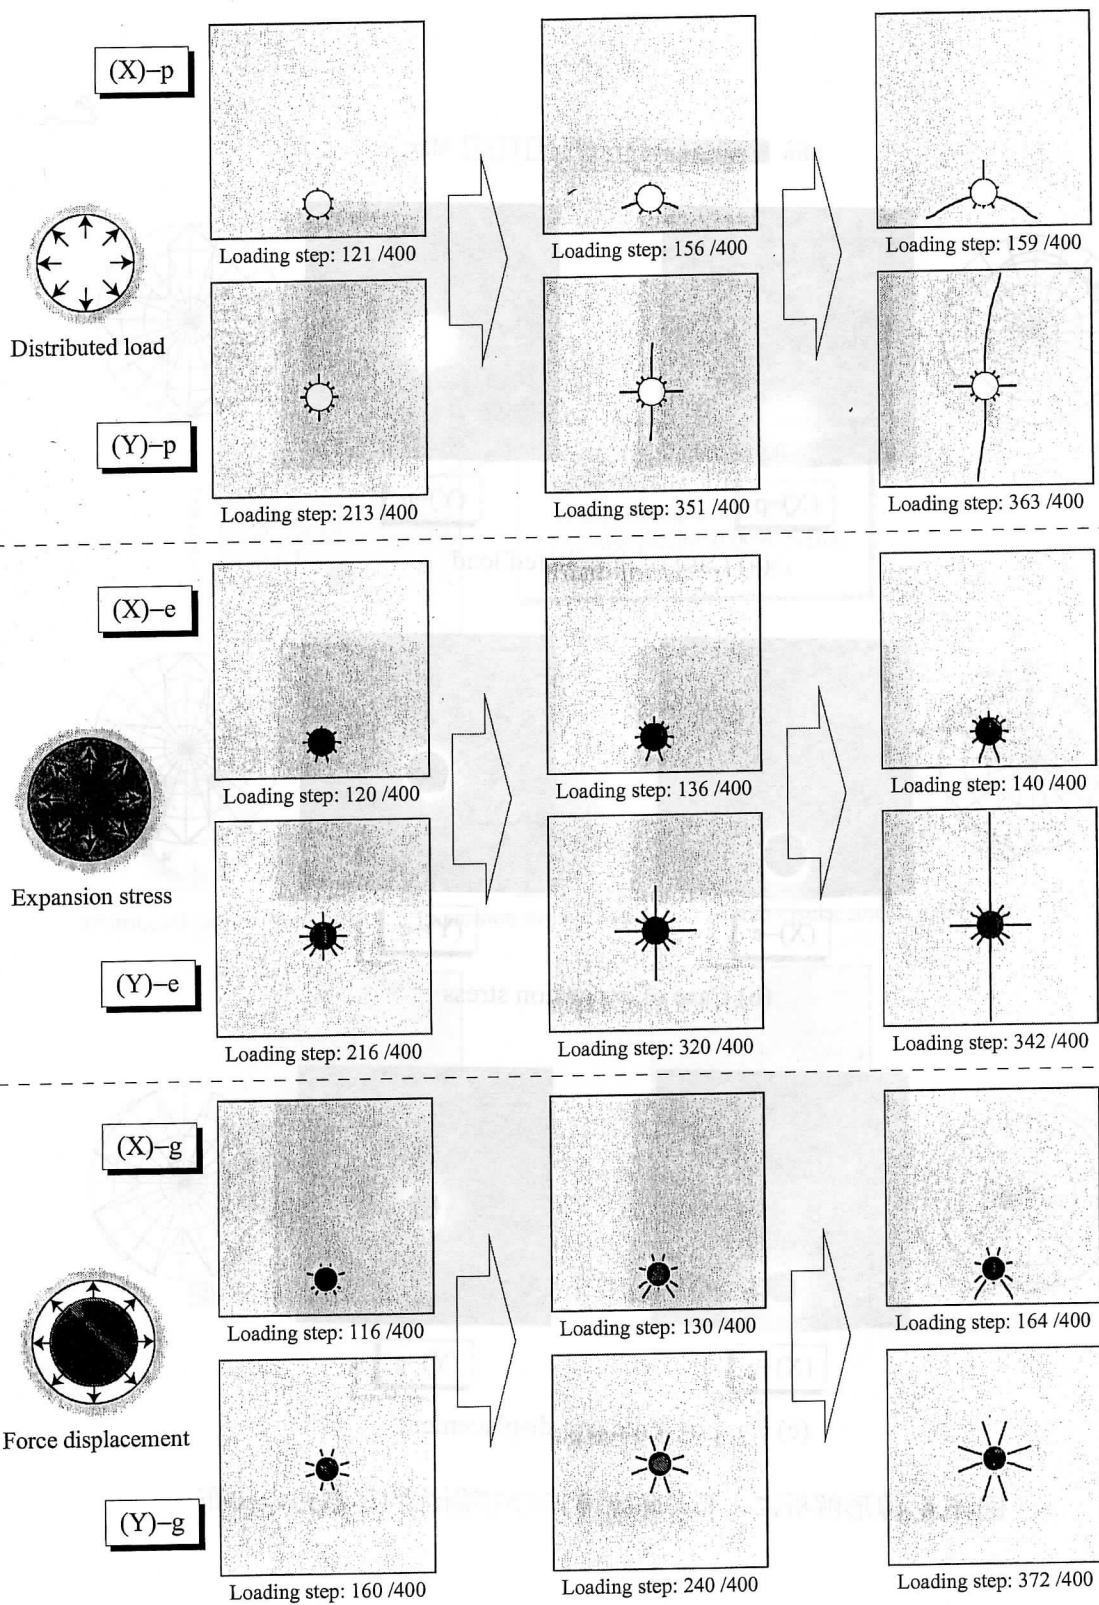 (X)–p
Loading step: 121 /400
Loading step: 156 /400
Loading step: 159 /400
Distributed load
(Y)–p
Loading step: 213 /400
Loading step: 351 /400
Loading step: 363 /400
(X)–e
Loading step: 120 /400
Loading step: 136 /400
Loading step: 140 /400
Expansion stress
(Y)–e
Loading step: 216 /400
Loading step: 320 /400
Loading step: 342 /400
(X)–g
Loading step: 116 /400
Loading step: 130 /400
Loading step: 164 /400
Force displacement
(Y)–g
Loading step: 160 /400
Loading step: 240 /400
Loading step: 372 /400